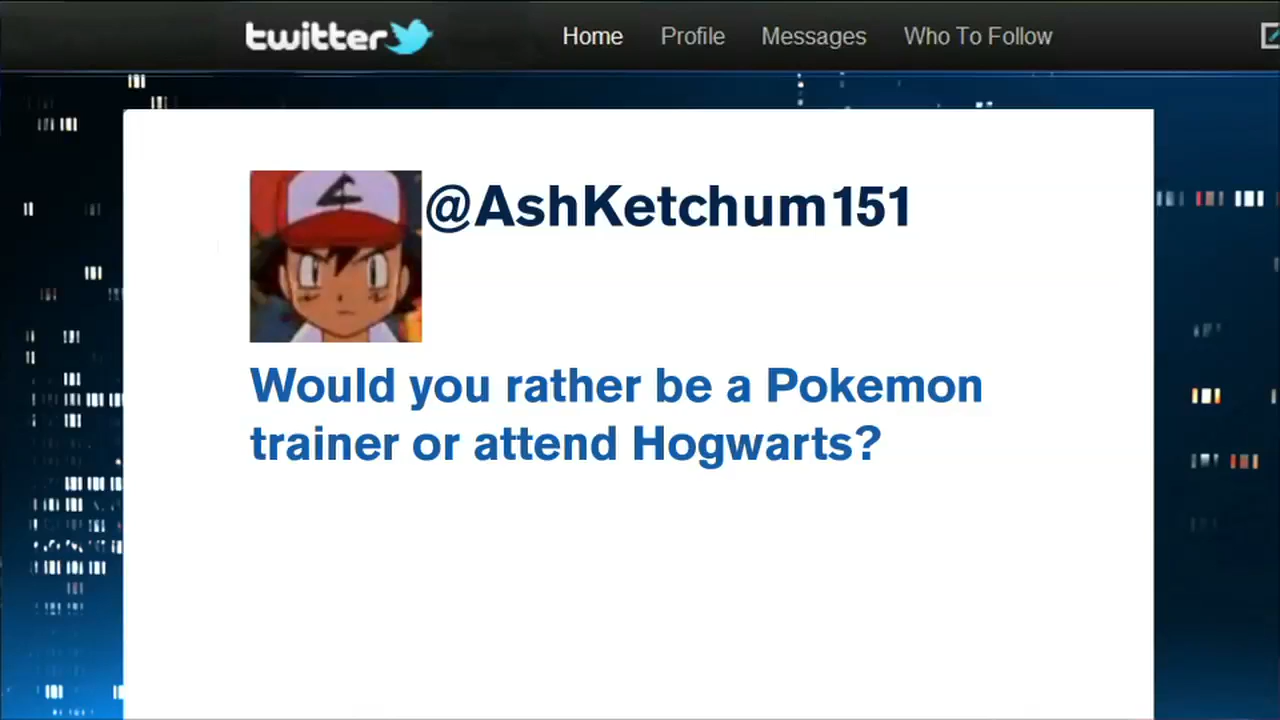 twitter Home Profile Messages Who To Follow
@AshKetchum151
Would you rather be a Pokemon
trainer or attend Hogwarts?